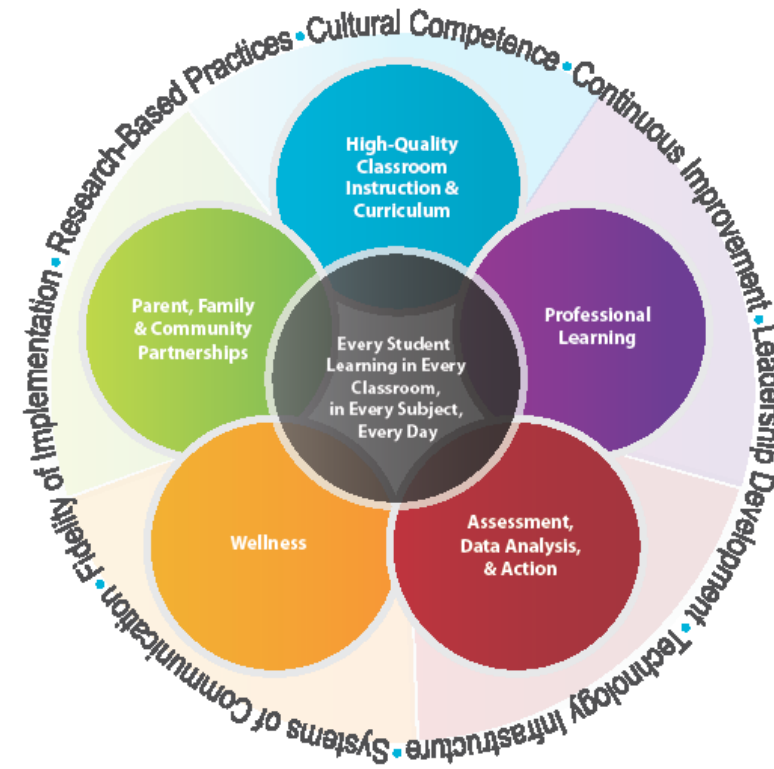 Cultural Competence • Continuous Improvement • Leadership Development • Technology Infrastructure • Systems of Communication • Fidelity of Implementation • Research-Based Practices •
High-Quality
Classroom
Instruction &
Curriculum
Parent, Family
& Community
Partnerships
Every Student
Learning in Every
Classroom,
in Every Subject,
Every Day
Professional
Learning
Wellness
Assessment,
Data Analysis,
& Action